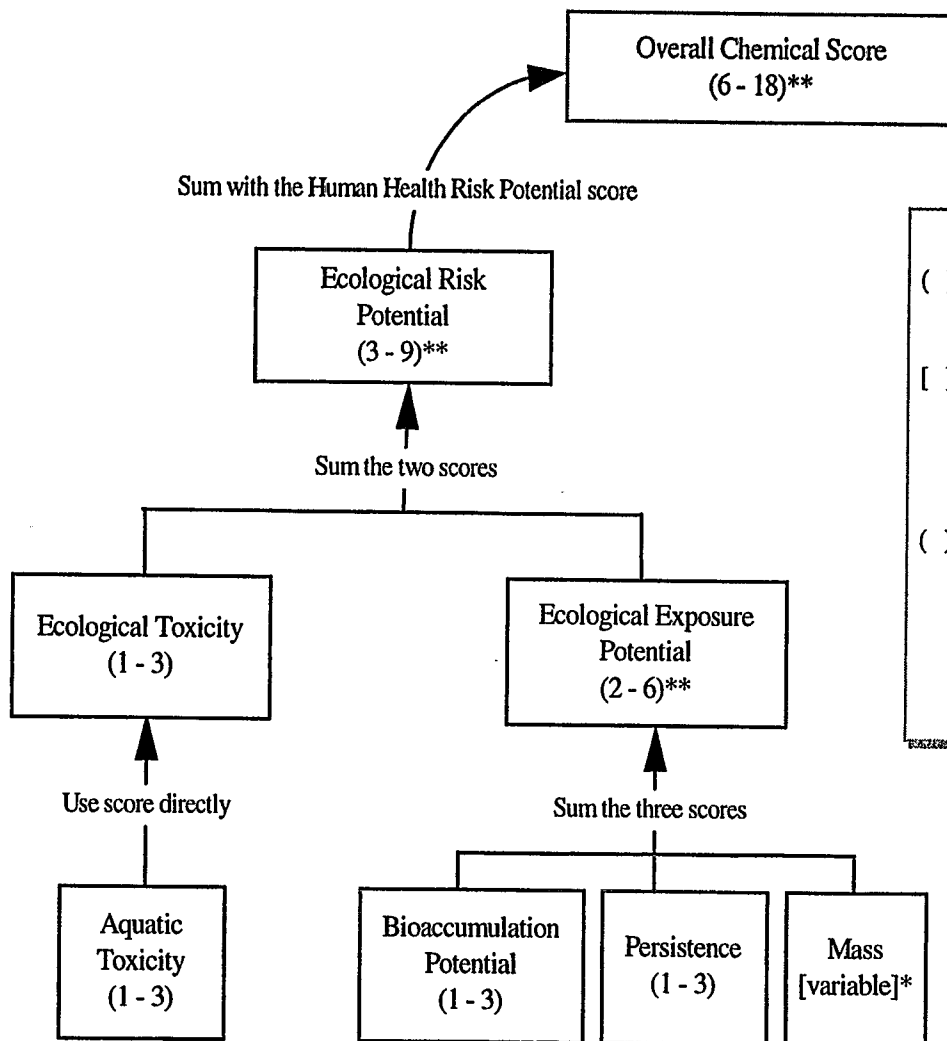 Overall Chemical Score
(6 - 18)**
Sum with the Human Health Risk Potential score
Ecological Risk
Potential
(3 - 9)**
( )
[ ]
( )
Sum the two scores
Ecological Toxicity
(1 - 3)
Ecological Exposure
Potential
(2 - 6)**
Use score directly
Sum the three scores
Aquatic
Toxicity
(1 - 3)
Bioaccumulation
Potential
(1 - 3)
Persistence
(1 - 3)
Mass
[variable]*